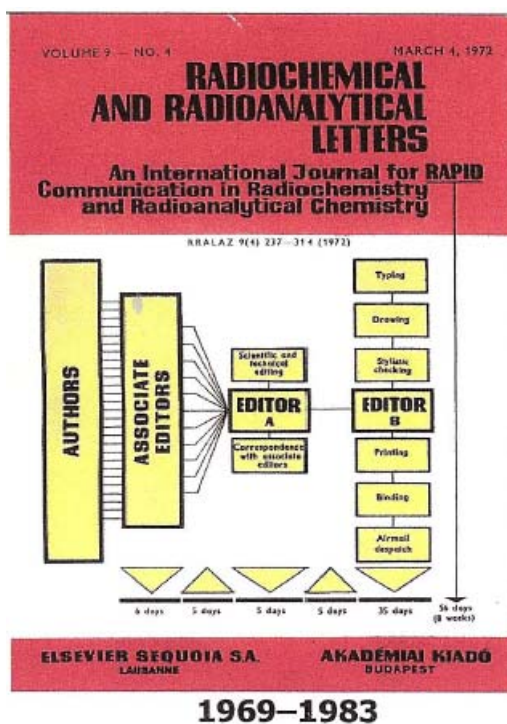 VOLUME 9 — NO. 4
MARCH 4, 1972
RADIOCHEMICAL
AND RADIOANALYTICAL
LETTERS
An International Journal for RAPID
Communication in Radiochemistry
and Radioanalytical Chemistry
RRALAZ 9(4) 237—314 (1972)
AUTHORS
ASSOCIATE
EDITORS
Scientific and
technical
editing
EDITOR
A
Correspondence
with associate
editors
Typing
Drawing
Stylistic
checking
EDITOR
B
Printing
Binding
Airmail
despatch
6 days
5 days
5 days
5 days
35 days
56 days
(8 weeks)
ELSEVIER SEQUOIA S.A.
LAUSANNE
AKADÉMIAI KIADÓ
BUDAPEST
1969–1983